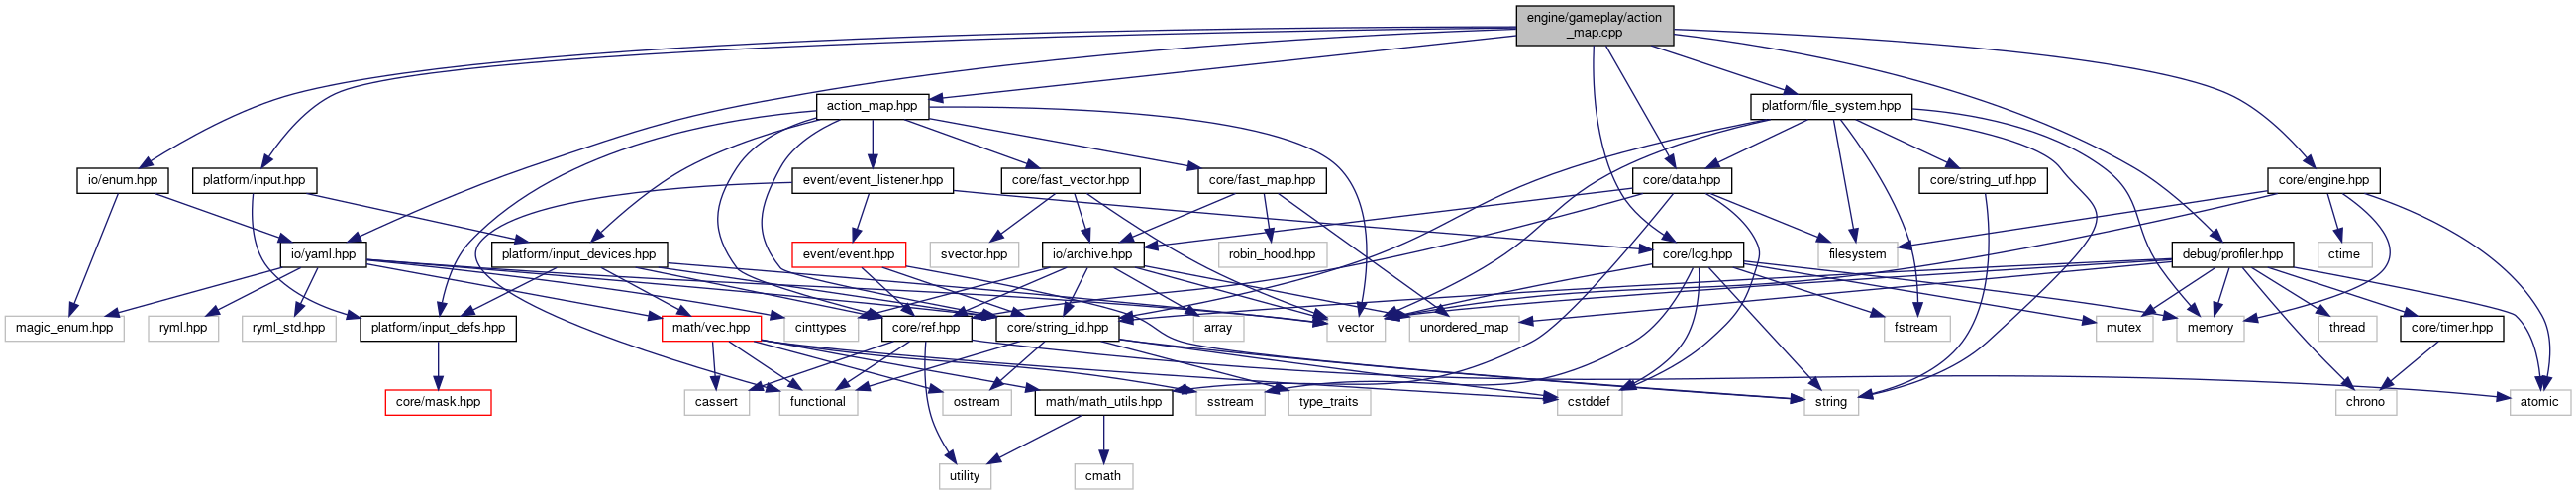 engine/gameplay/action
_map.cpp
action_map.hpp
platform/file_system.hpp
io/enum.hpp
platform/input.hpp
event/event_listener.hpp
core/fast_vector.hpp
core/fast_map.hpp
core/data.hpp
core/string_utf.hpp
core/engine.hpp
io/yaml.hpp
platform/input_devices.hpp
event/event.hpp
svector.hpp
io/archive.hpp
robin_hood.hpp
core/log.hpp
filesystem
debug/profiler.hpp
ctime
magic_enum.hpp
ryml.hpp
ryml_std.hpp
platform/input_defs.hpp
math/vec.hpp
cinttypes
core/ref.hpp
core/string_id.hpp
array
vector
unordered_map
fstream
mutex
memory
thread
core/timer.hpp
core/mask.hpp
cassert
functional
ostream
math/math_utils.hpp
sstream
type_traits
cstddef
string
chrono
atomic
utility
cmath